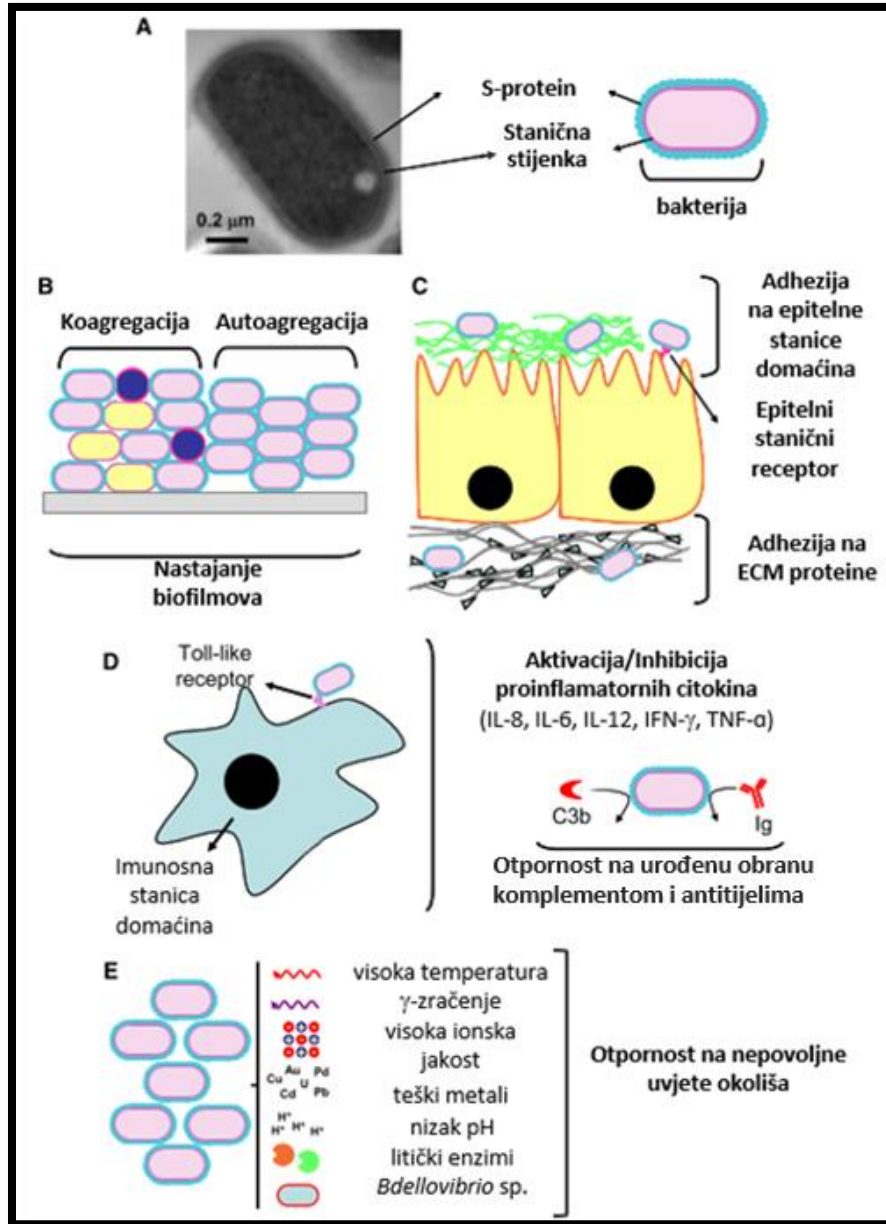 A
S-protein
Stanična
stijenka
bakterija
0.2 µm
B
Koagregacija
Autoagregacija
Nastajanje
biofilmova
C
Adhezija
na epitelne
stanice
domaćina
Epitelni
stanični
receptor
Adhezija na
ECM proteine
D
Toll-like
receptor
Imunosna
stanica
domaćina
Aktivacija/Inhibicija
proinflamatornih citokina
(IL-8, IL-6, IL-12, IFN-γ, TNF-α)
C3b
Ig
Otpornost na urođenu obranu
komplementom i antitijelima
E
visoka temperatura
γ-zračenje
visoka ionska
jakost
Cu Au Pd
Cd U Pb
teški metali
H⁺
H⁺ H⁺ H⁺
nizak pH
litički enzimi
Bdellovibrio sp.
Otpornost na nepovoljne
uvjete okoliša